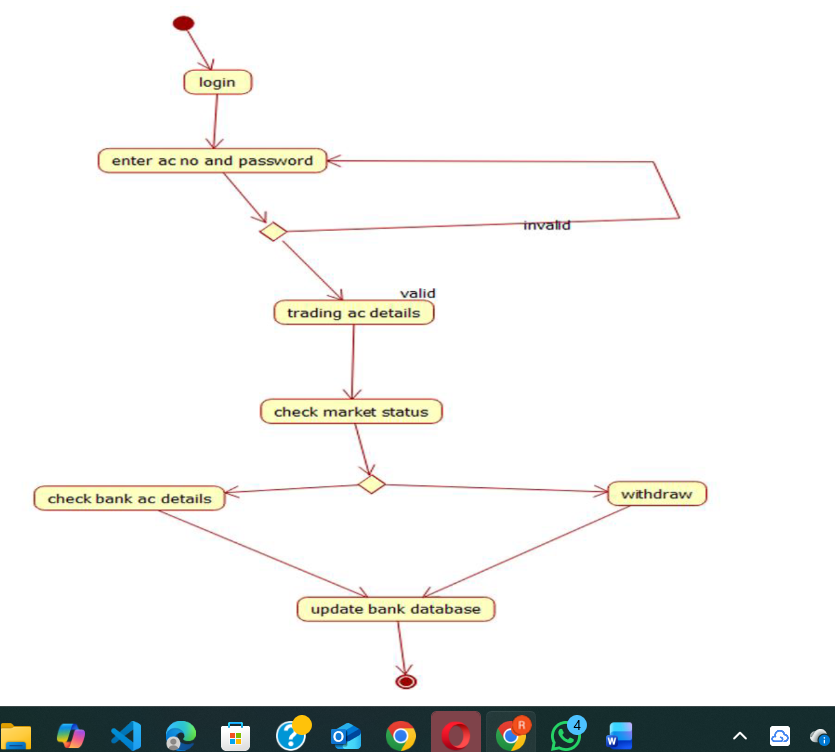 login
enter ac no and password
invalid
valid
trading ac details
check market status
check bank ac details
withdraw
update bank database
R
4